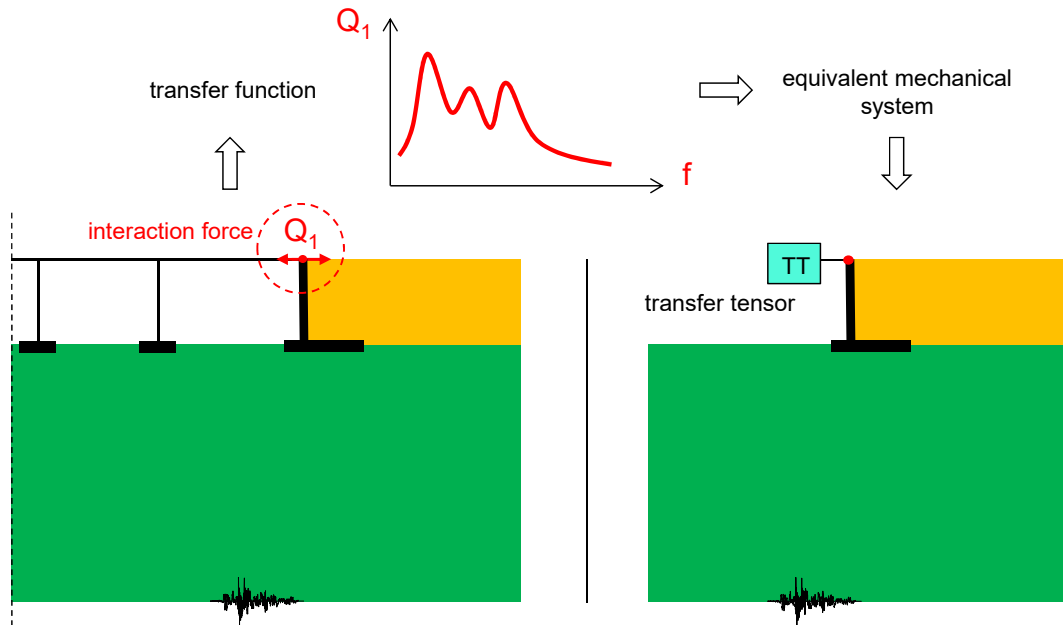 Q1
transfer function
equivalent mechanical
system
f
interaction force
Q1
TT
transfer tensor